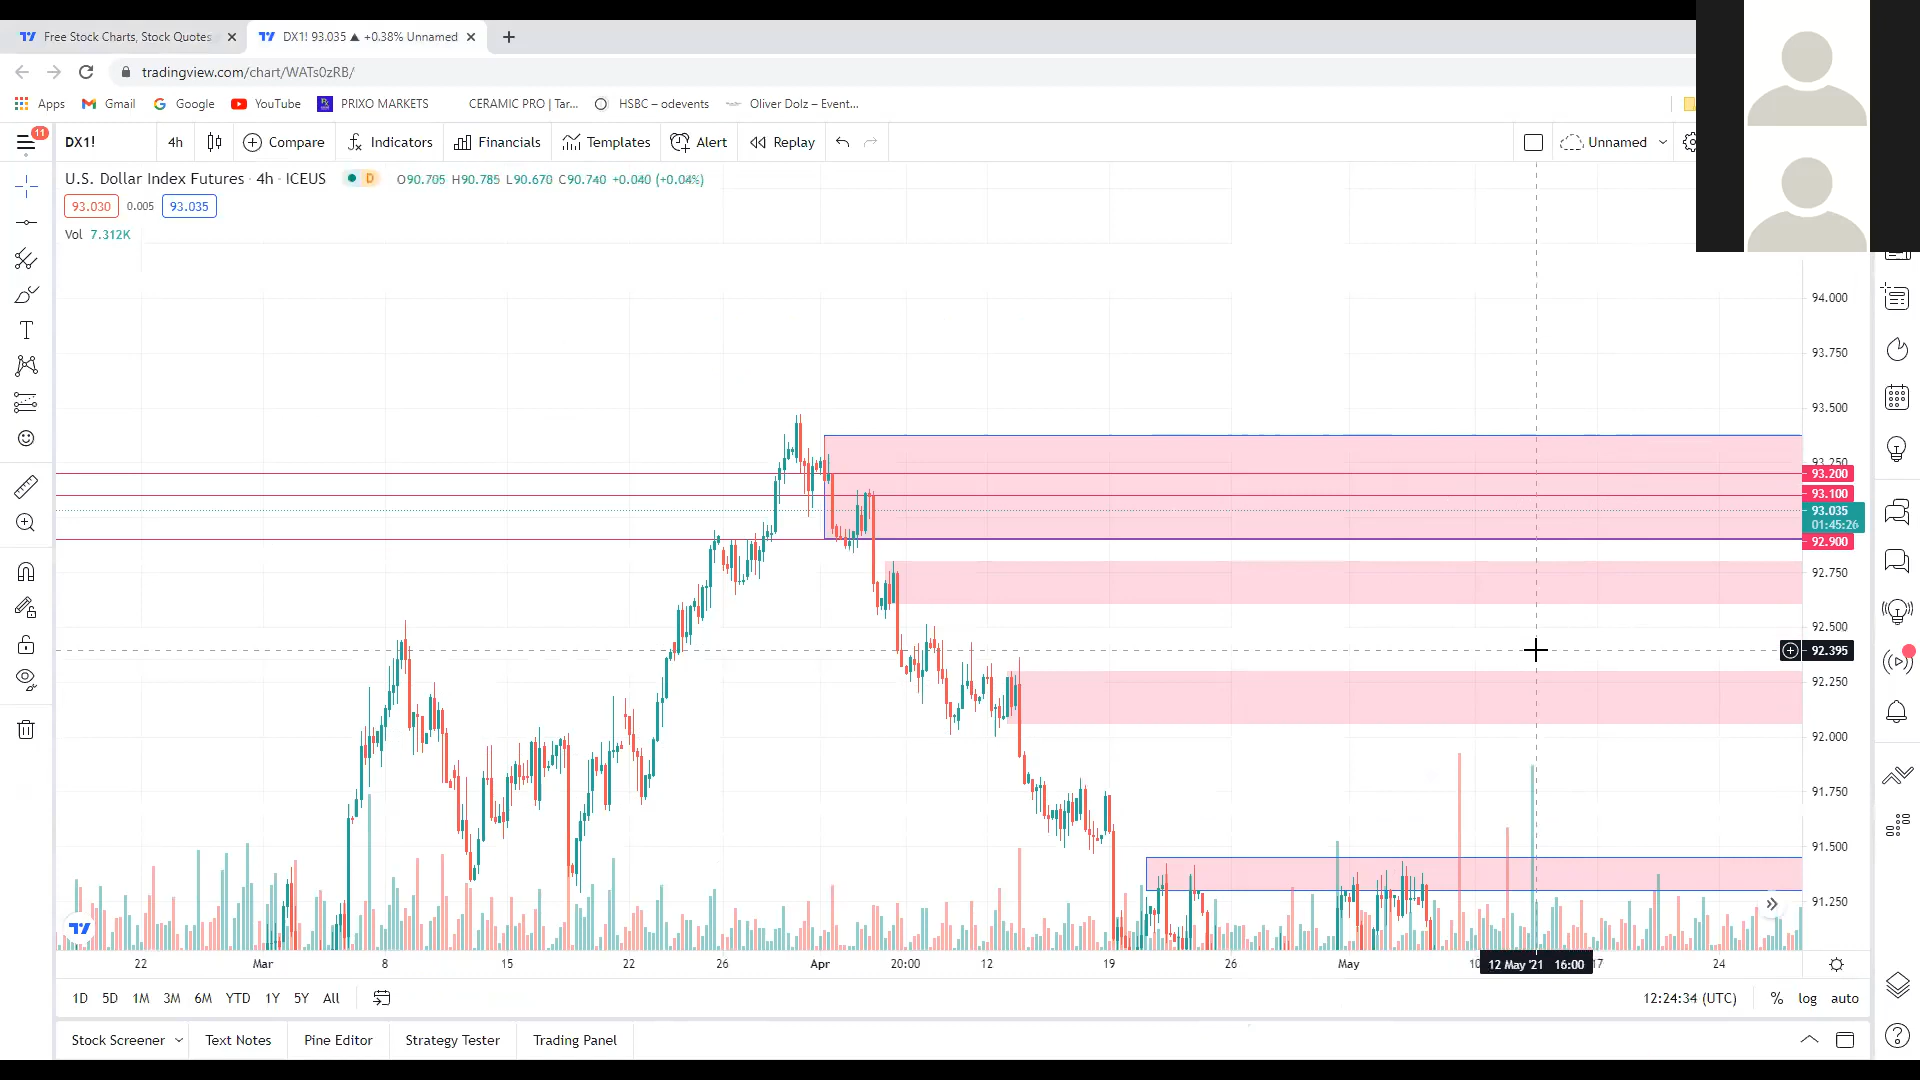 Free Stock Charts, Stock Quotes
DX1! 93.035 ▲ +0.38% Unnamed
tradingview.com/chart/WATs0zRB/
Apps
Gmail
Google
YouTube
PRIXO MARKETS
CERAMIC PRO | Tar...
HSBC – odevents
Oliver Dolz – Event...
11
DX1!
4h
Compare
Indicators
Financials
Templates
Alert
Replay
Unnamed
U.S. Dollar Index Futures · 4h · ICEUS
D
O90.705 H90.785 L90.670 C90.740 +0.040 (+0.04%)
93.030
0.005
93.035
Vol 7.312K
94.000
93.750
93.500
93.250
93.200
93.100
93.035
01:45:26
92.900
92.750
92.500
92.395
92.250
92.000
91.750
91.500
91.250
22
Mar
8
15
22
26
Apr
20:00
12
19
26
May
12 May '21 16:00
24
1D
5D
1M
3M
6M
YTD
1Y
5Y
All
12:24:34 (UTC)
%
log
auto
Stock Screener
Text Notes
Pine Editor
Strategy Tester
Trading Panel